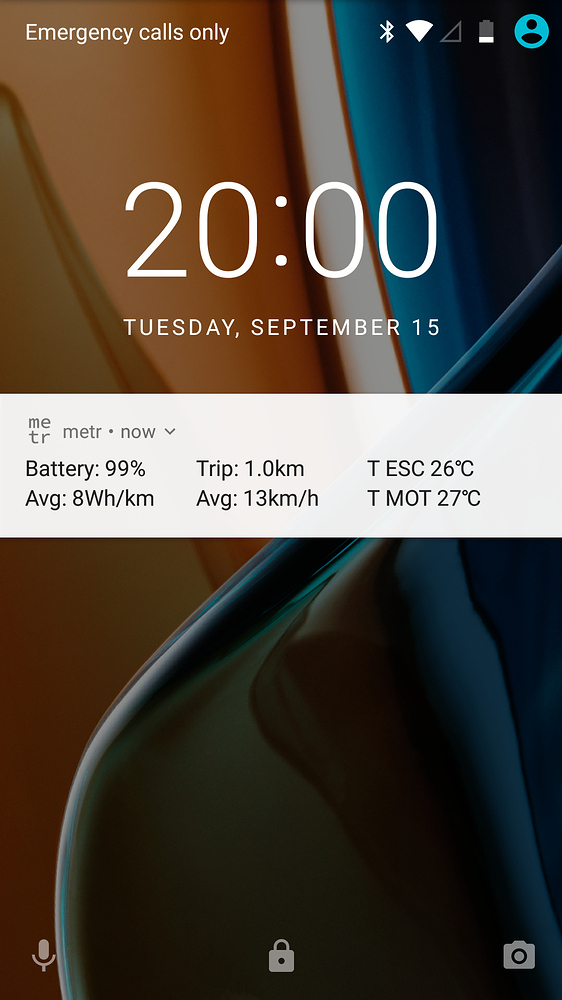 Emergency calls only
20:00
TUESDAY, SEPTEMBER 15
me
tr
metr • now
Battery: 99% Trip: 1.0km T ESC 26℃
Avg: 8Wh/km Avg: 13km/h T MOT 27℃